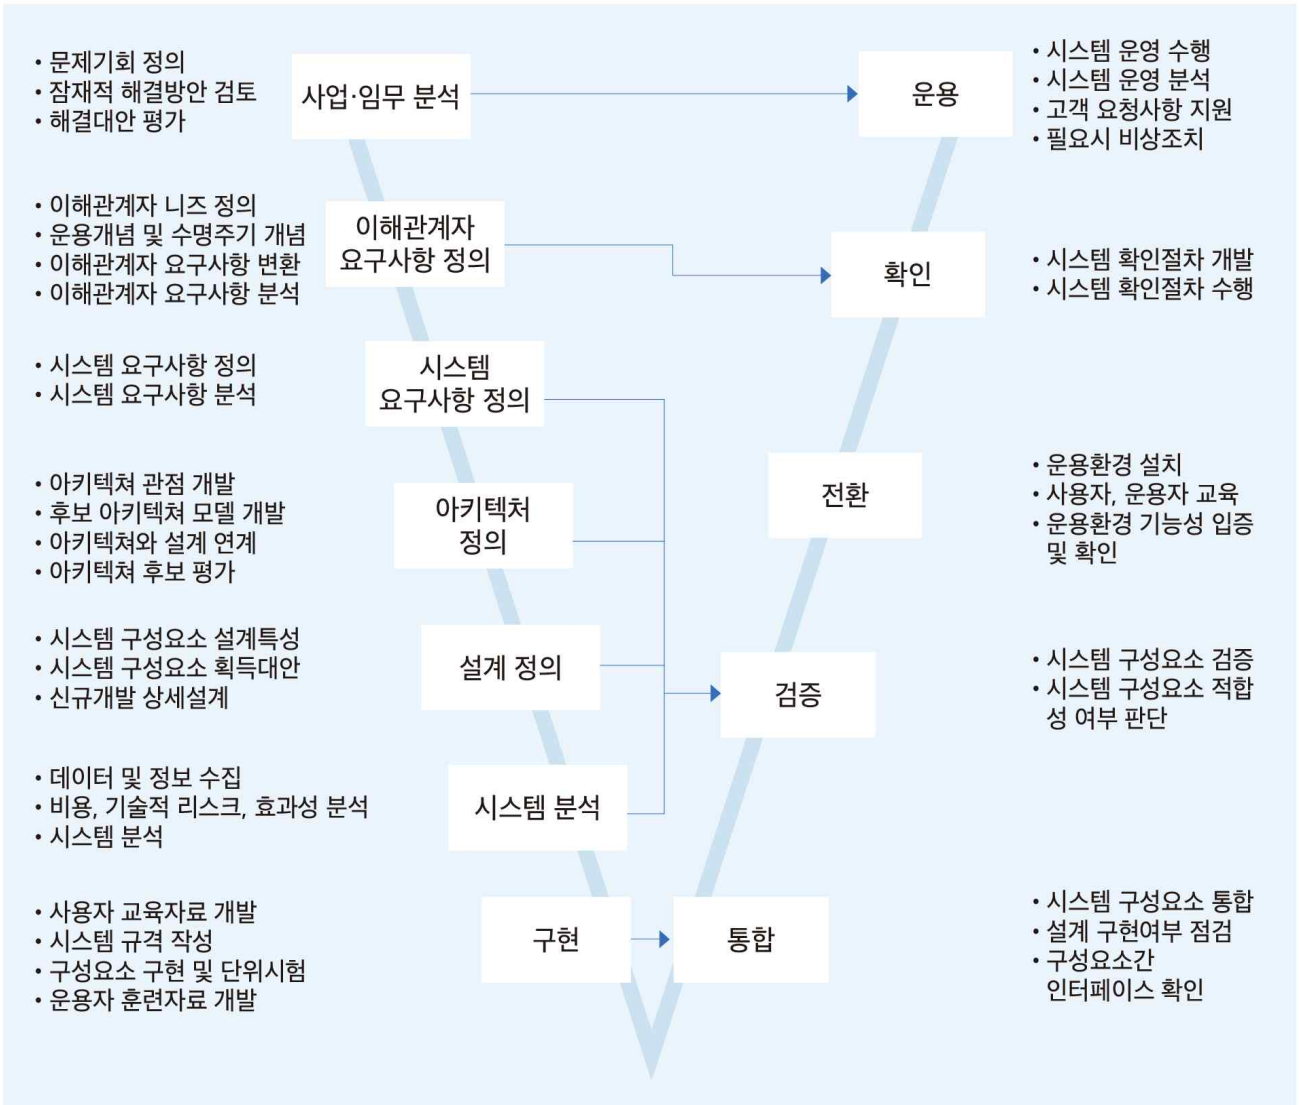 • 문제기회 정의
• 잠재적 해결방안 검토
• 해결대안 평가
사업·임무 분석
운용
• 시스템 운영 수행
• 시스템 운영 분석
• 고객 요청사항 지원
• 필요시 비상조치
• 이해관계자 니즈 정의
• 운용개념 및 수명주기 개념
• 이해관계자 요구사항 변환
• 이해관계자 요구사항 분석
이해관계자
요구사항 정의
확인
• 시스템 확인절차 개발
• 시스템 확인절차 수행
• 시스템 요구사항 정의
• 시스템 요구사항 분석
시스템
요구사항 정의
• 아키텍쳐 관점 개발
• 후보 아키텍쳐 모델 개발
• 아키텍쳐와 설계 연계
• 아키텍쳐 후보 평가
아키텍처
정의
전환
• 운용환경 설치
• 사용자, 운용자 교육
• 운용환경 기능성 입증
및 확인
• 시스템 구성요소 설계특성
• 시스템 구성요소 획득대안
• 신규개발 상세설계
설계 정의
검증
• 시스템 구성요소 검증
• 시스템 구성요소 적합
성 여부 판단
• 데이터 및 정보 수집
• 비용, 기술적 리스크, 효과성 분석
• 시스템 분석
시스템 분석
• 사용자 교육자료 개발
• 시스템 규격 작성
• 구성요소 구현 및 단위시험
• 운용자 훈련자료 개발
구현
통합
• 시스템 구성요소 통합
• 설계 구현여부 점검
• 구성요소간
인터페이스 확인